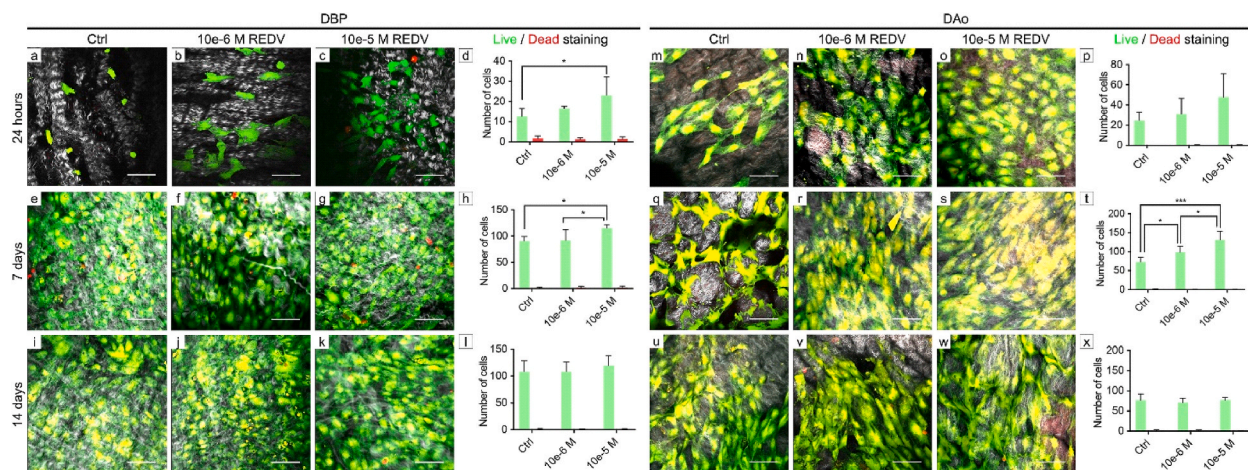 DBP
DAo
Ctrl
10e-6 M REDV
10e-5 M REDV
Live / Dead staining
Ctrl
10e-6 M REDV
10e-5 M REDV
Live / Dead staining
24 hours
a
b
c
d
Number of cells
40
30
20
10
0
*
Ctrl
10e-6 M
10e-5 M
m
n
o
p
Number of cells
80
60
40
20
0
Ctrl
10e-6 M
10e-5 M
7 days
e
f
g
h
Number of cells
150
100
50
0
*
*
Ctrl
10e-6 M
10e-5 M
q
r
s
t
Number of cells
200
150
100
50
0
***
*
*
Ctrl
10e-6 M
10e-5 M
14 days
i
j
k
l
Number of cells
150
100
50
0
Ctrl
10e-6 M
10e-5 M
u
v
w
x
Number of cells
200
150
100
50
0
Ctrl
10e-6 M
10e-5 M